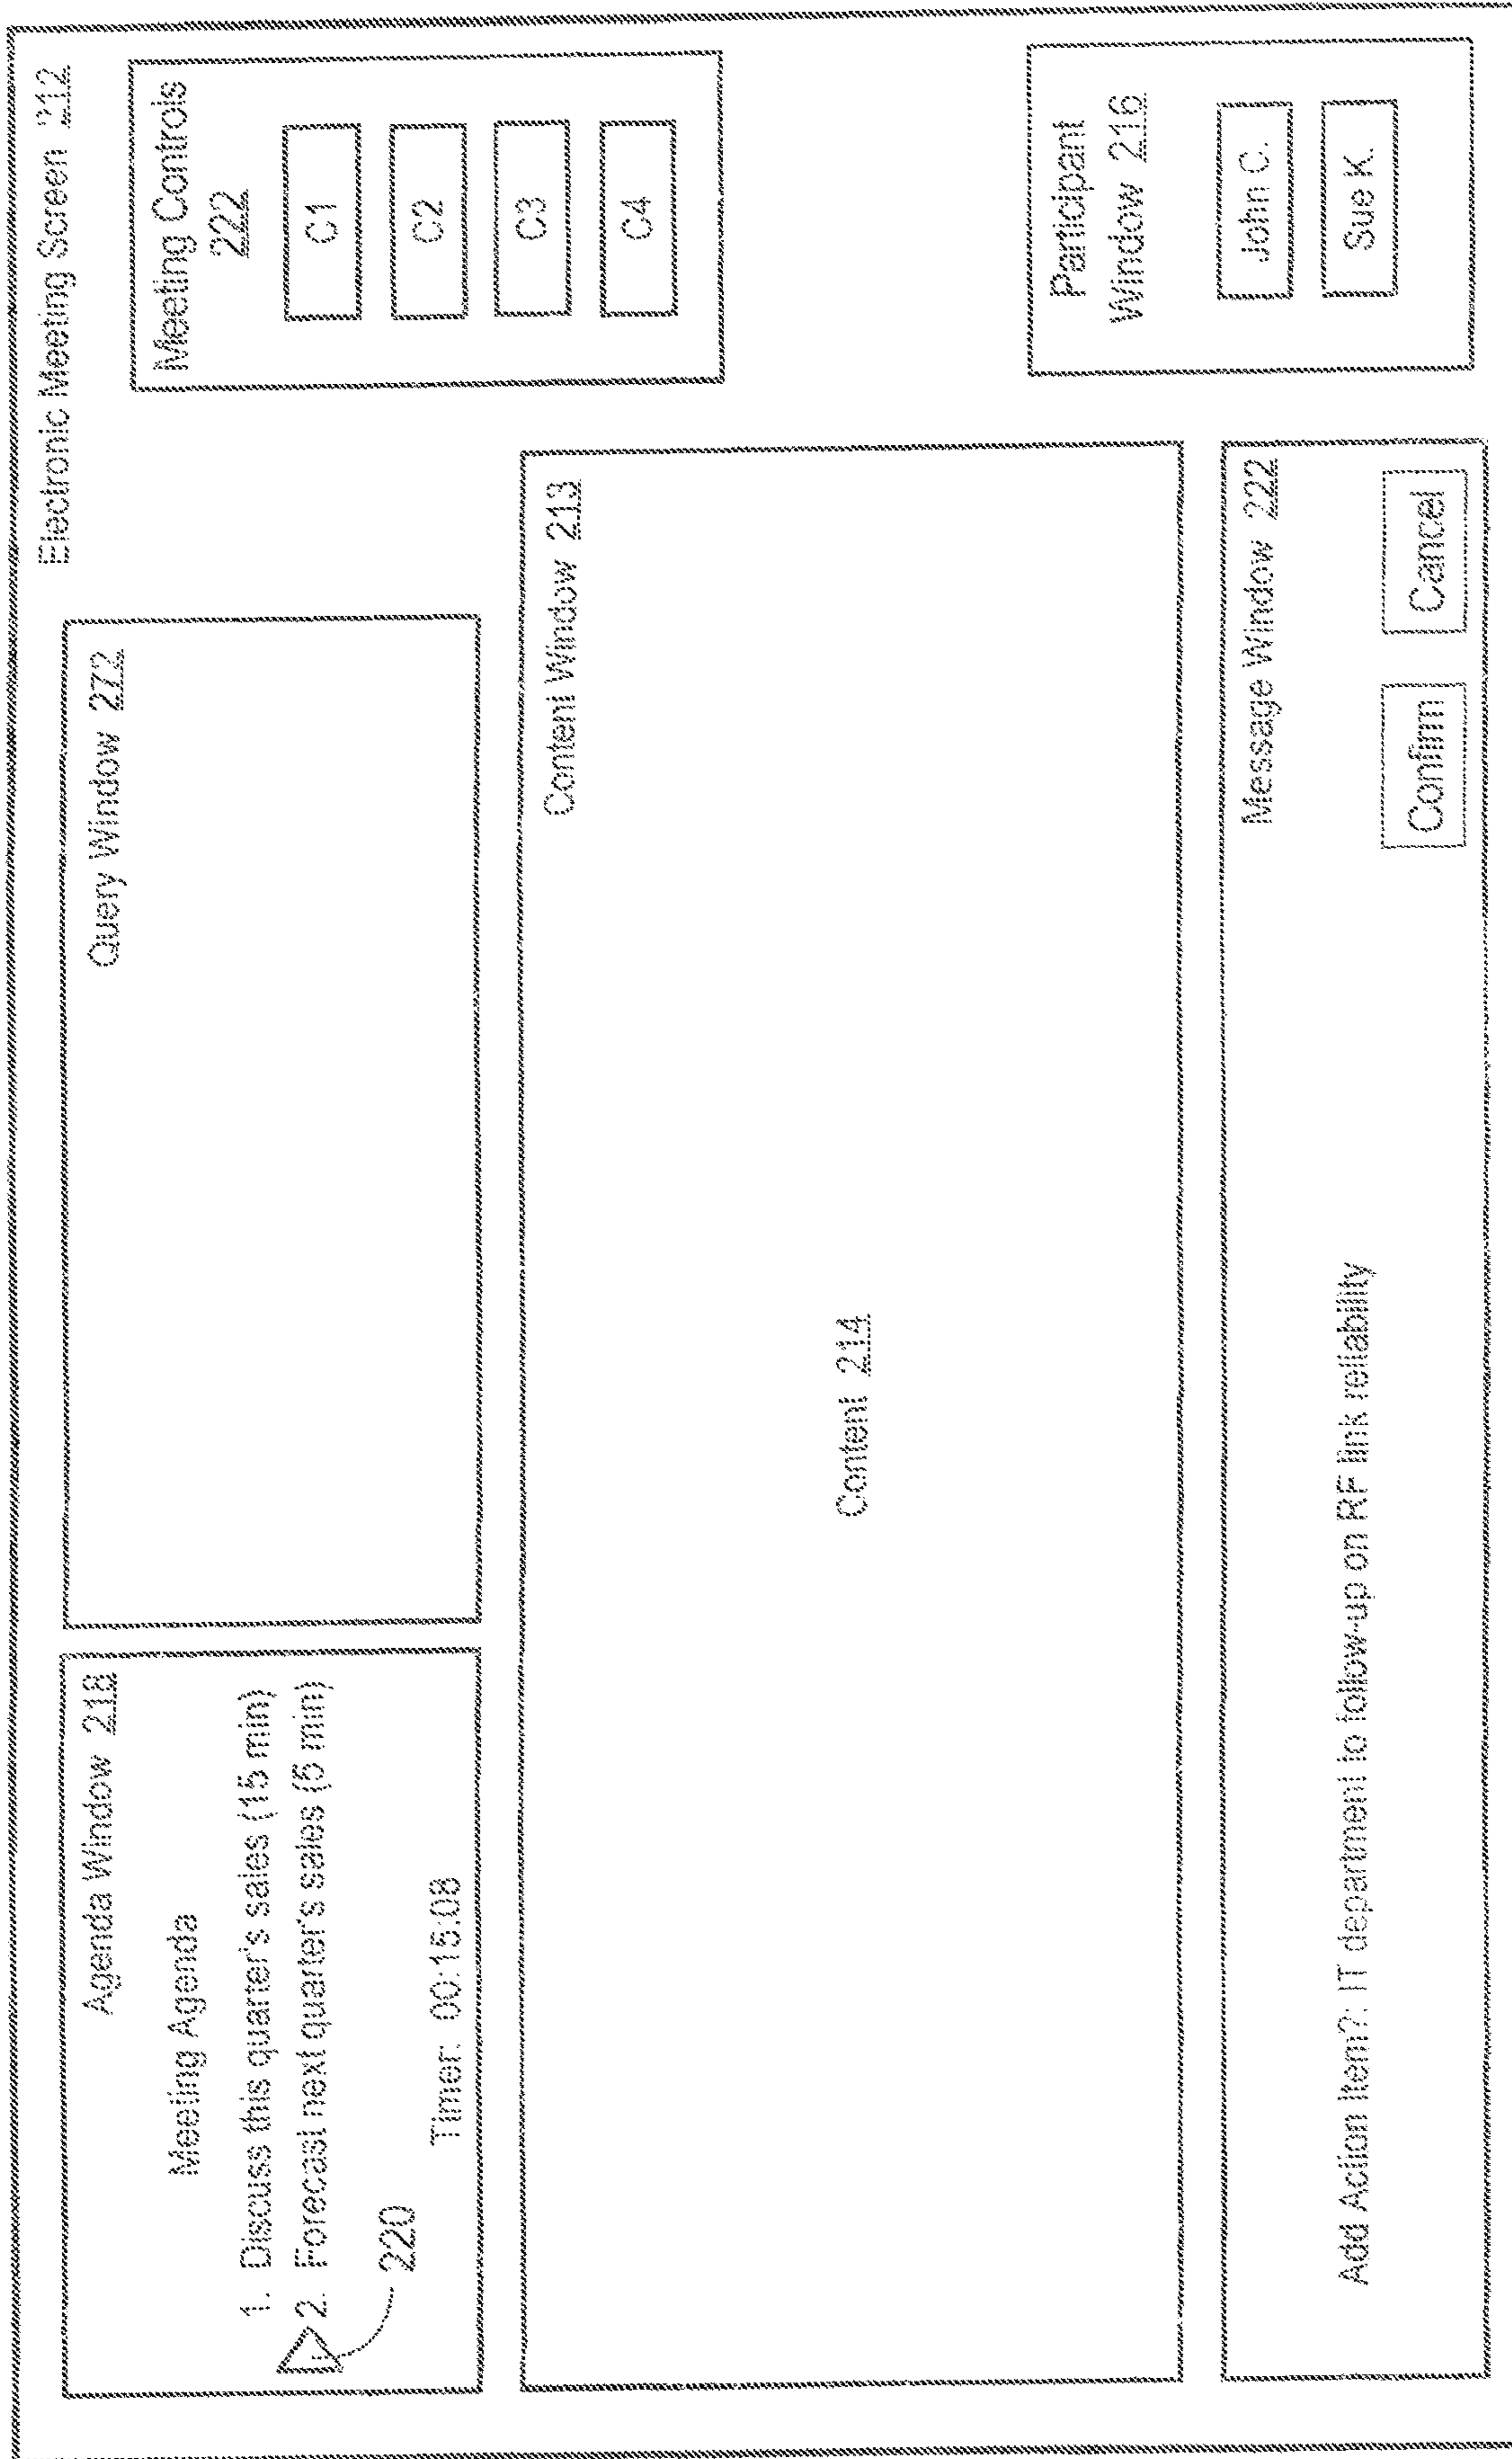 Electronic Meeting Screen 212
Agenda Window 218
Meeting Agenda
1. Discuss this quarter's sales (15 min)
2. Forecast next quarter's sales (5 min)
220
Timer: 00:15:08
Query Window 272
Meeting Controls
222
C1
C2
C3
C4
Content Window 213
Content 214
Participant
Window 216
John C.
Sue K.
Message Window 222
Add Action Item?: IT department to follow-up on RF link reliability
Confirm
Cancel